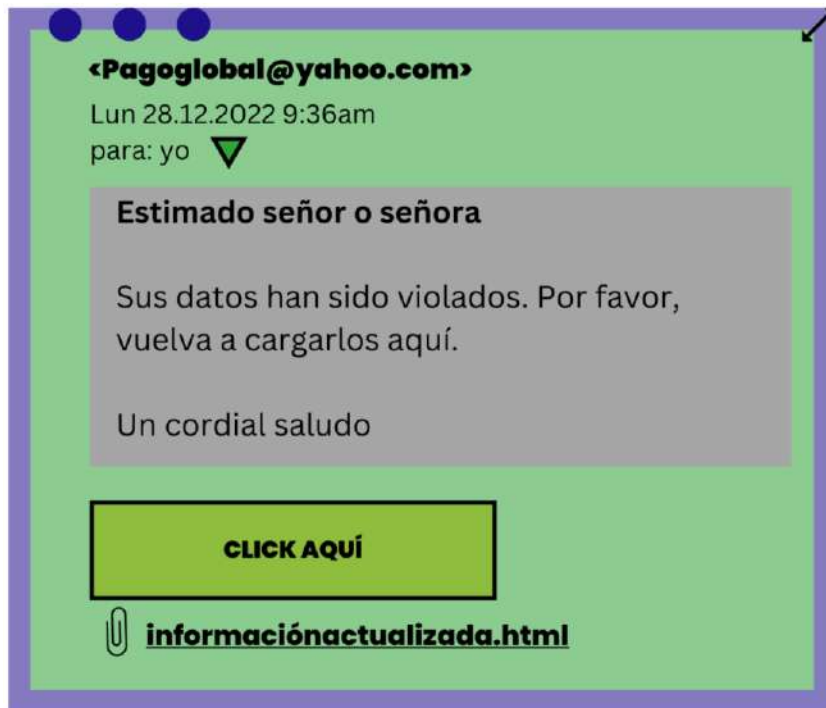 <Pagoglobal@yahoo.com>
Lun 28.12.2022 9:36am
para: yo
Estimado señor o señora
Sus datos han sido violados. Por favor,
vuelva a cargarlos aquí.
Un cordial saludo
CLICK AQUÍ
informaciónactualizada.html